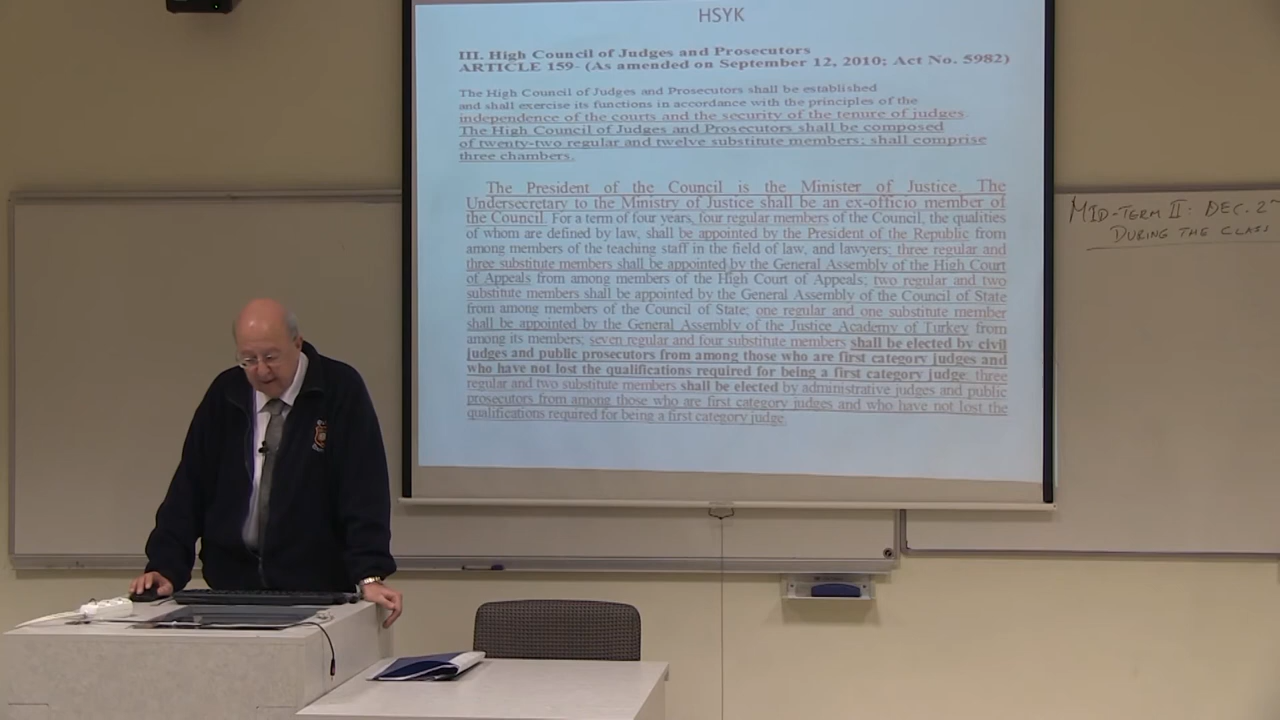 HSYK
III. High Council of Judges and Prosecutors
ARTICLE 159- (As amended on September 12, 2010; Act No. 5982)
The High Council of Judges and Prosecutors shall be established
and shall exercise its functions in accordance with the principles of the
independence of the courts and the security of the tenure of judges.
The High Council of Judges and Prosecutors shall be composed
of twenty-two regular and twelve substitute members; shall comprise
three chambers.
The President of the Council is the Minister of Justice. The
Undersecretary to the Ministry of Justice shall be an ex-officio member of
the Council. For a term of four years, four regular members of the Council, the qualities
of whom are defined by law, shall be appointed by the President of the Republic from
among members of the teaching staff in the field of law, and lawyers; three regular and
three substitute members shall be appointed by the General Assembly of the High Court
of Appeals from among members of the High Court of Appeals; two regular and two
substitute members shall be appointed by the General Assembly of the Council of State
from among members of the Council of State; one regular and one substitute member
shall be appointed by the General Assembly of the Justice Academy of Turkey from
among its members; seven regular and four substitute members shall be elected by civil
judges and public prosecutors from among those who are first category judges and
who have not lost the qualifications required for being a first category judge; three
regular and two substitute members shall be elected by administrative judges and public
prosecutors from among those who are first category judges and who have not lost the
qualifications required for being a first category judge.
MID-TERM II: DEC. 2
DURING THE CLASS